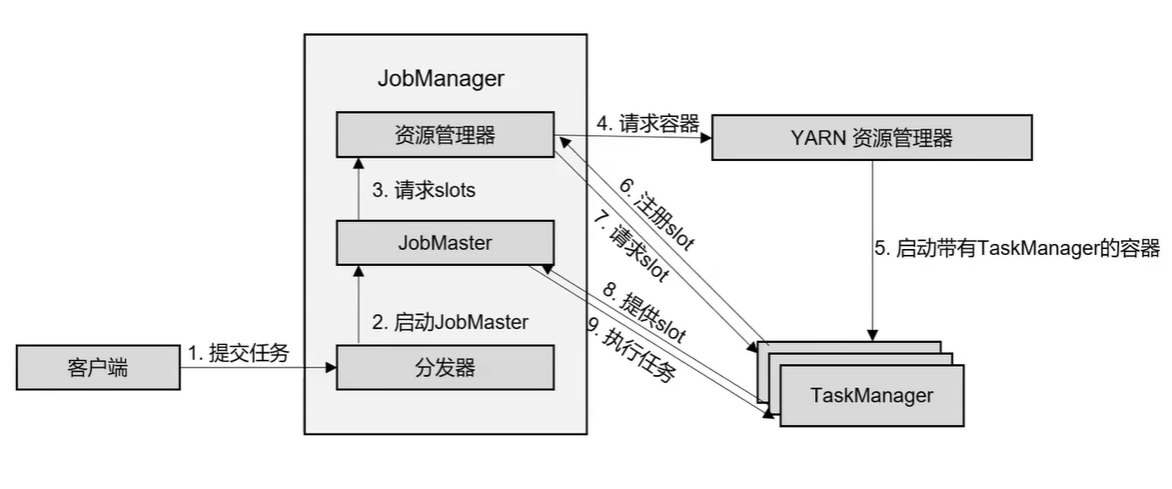 JobManager
资源管理器
4. 请求容器
YARN 资源管理器
3. 请求slots
6. 注册slot
7. 请求slot
JobMaster
5. 启动带有TaskManager的容器
8. 提供slot
9. 执行任务
2. 启动JobMaster
客户端
1. 提交任务
分发器
TaskManager